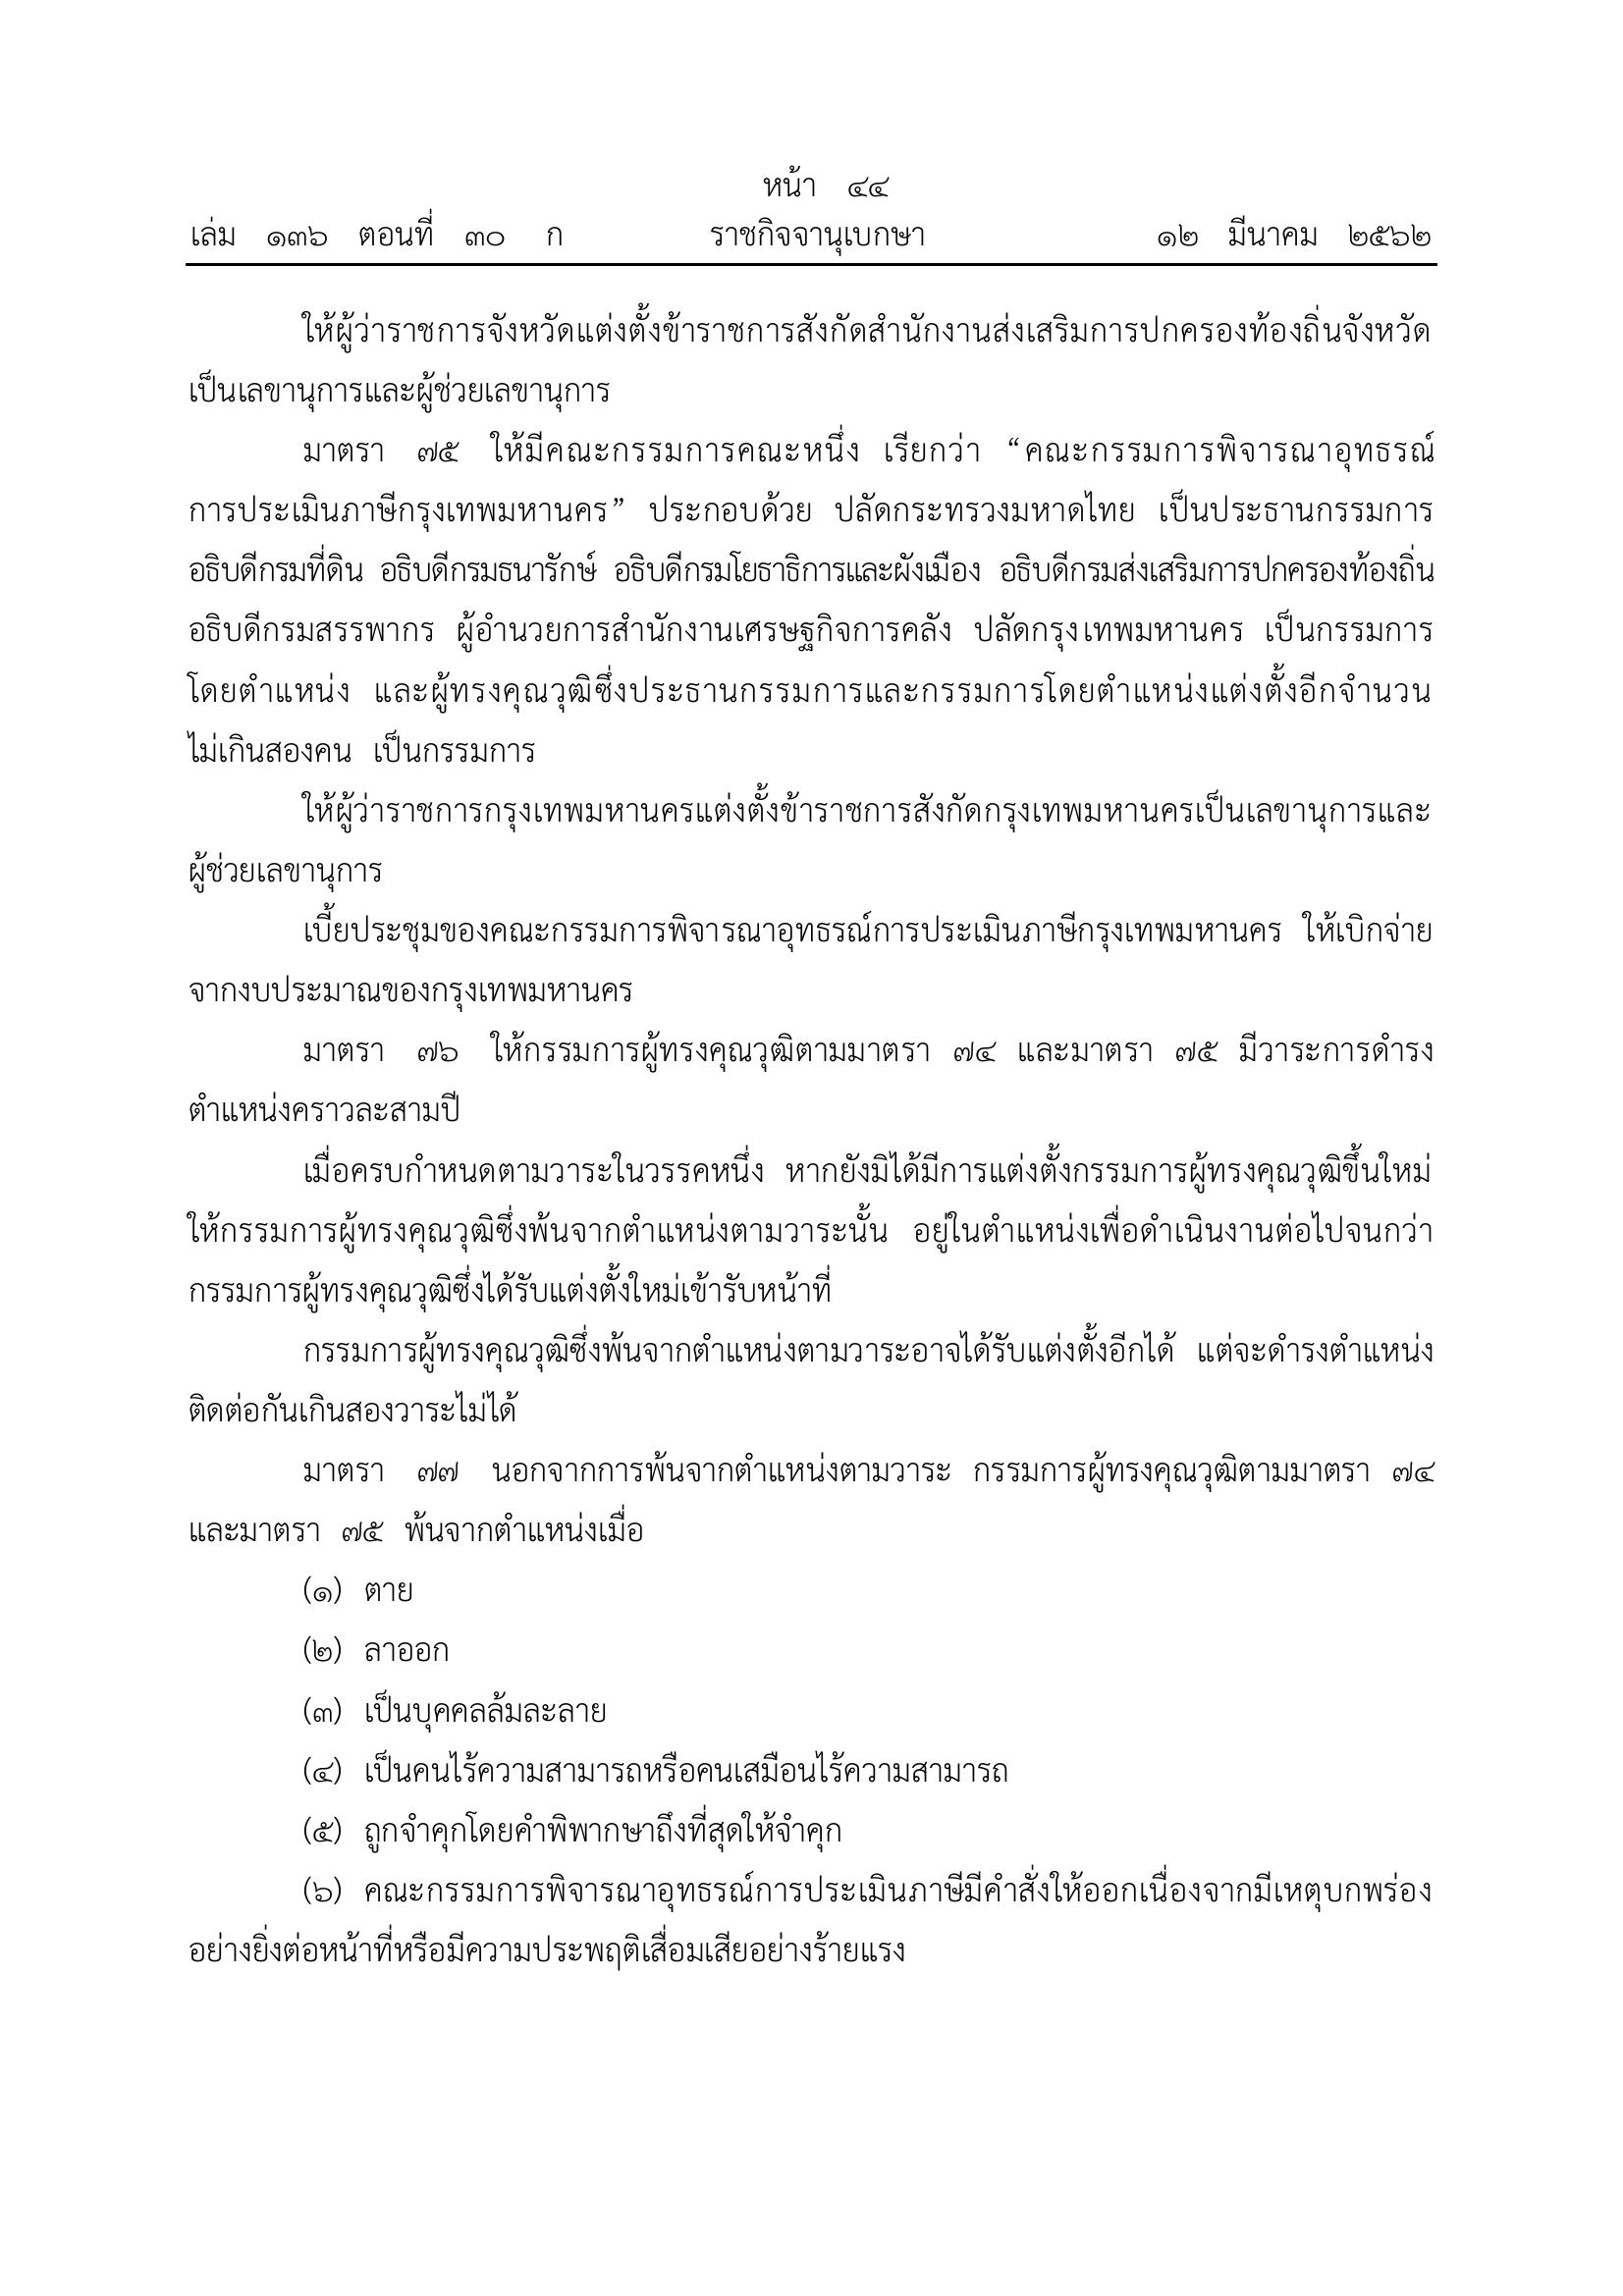 หน้า ๔๔
เล่ม ๑๓๖ ตอนที่ ๓๐ ก ราชกิจจานุเบกษา ๑๒ มีนาคม ๒๕๖๒
ให้ผู้ว่าราชการจังหวัดแต่งตั้งข้าราชการสังกัดสำนักงานส่งเสริมการปกครองท้องถิ่นจังหวัด
เป็นเลขานุการและผู้ช่วยเลขานุการ
มาตรา ๗๕ ให้มีคณะกรรมการคณะหนึ่ง เรียกว่า “คณะกรรมการพิจารณาอุทธรณ์
การประเมินภาษีกรุงเทพมหานคร” ประกอบด้วย ปลัดกระทรวงมหาดไทย เป็นประธานกรรมการ
อธิบดีกรมที่ดิน อธิบดีกรมธนารักษ์ อธิบดีกรมโยธาธิการและผังเมือง อธิบดีกรมส่งเสริมการปกครองท้องถิ่น
อธิบดีกรมสรรพากร ผู้อำนวยการสำนักงานเศรษฐกิจการคลัง ปลัดกรุงเทพมหานคร เป็นกรรมการ
โดยตำแหน่ง และผู้ทรงคุณวุฒิซึ่งประธานกรรมการและกรรมการโดยตำแหน่งแต่งตั้งอีกจำนวน
ไม่เกินสองคน เป็นกรรมการ
ให้ผู้ว่าราชการกรุงเทพมหานครแต่งตั้งข้าราชการสังกัดกรุงเทพมหานครเป็นเลขานุการและ
ผู้ช่วยเลขานุการ
เบี้ยประชุมของคณะกรรมการพิจารณาอุทธรณ์การประเมินภาษีกรุงเทพมหานคร ให้เบิกจ่าย
จากงบประมาณของกรุงเทพมหานคร
มาตรา ๗๖ ให้กรรมการผู้ทรงคุณวุฒิตามมาตรา ๗๔ และมาตรา ๗๕ มีวาระการดำรง
ตำแหน่งคราวละสามปี
เมื่อครบกำหนดตามวาระในวรรคหนึ่ง หากยังมิได้มีการแต่งตั้งกรรมการผู้ทรงคุณวุฒิขึ้นใหม่
ให้กรรมการผู้ทรงคุณวุฒิซึ่งพ้นจากตำแหน่งตามวาระนั้น อยู่ในตำแหน่งเพื่อดำเนินงานต่อไปจนกว่า
กรรมการผู้ทรงคุณวุฒิซึ่งได้รับแต่งตั้งใหม่เข้ารับหน้าที่
กรรมการผู้ทรงคุณวุฒิซึ่งพ้นจากตำแหน่งตามวาระอาจได้รับแต่งตั้งอีกได้ แต่จะดำรงตำแหน่ง
ติดต่อกันเกินสองวาระไม่ได้
มาตรา ๗๗ นอกจากการพ้นจากตำแหน่งตามวาระ กรรมการผู้ทรงคุณวุฒิตามมาตรา ๗๔
และมาตรา ๗๕ พ้นจากตำแหน่งเมื่อ
(๑) ตาย
(๒) ลาออก
(๓) เป็นบุคคลล้มละลาย
(๔) เป็นคนไร้ความสามารถหรือคนเสมือนไร้ความสามารถ
(๕) ถูกจำคุกโดยคำพิพากษาถึงที่สุดให้จำคุก
(๖) คณะกรรมการพิจารณาอุทธรณ์การประเมินภาษีมีคำสั่งให้ออกเนื่องจากมีเหตุบกพร่อง
อย่างยิ่งต่อหน้าที่หรือมีความประพฤติเสื่อมเสียอย่างร้ายแรง